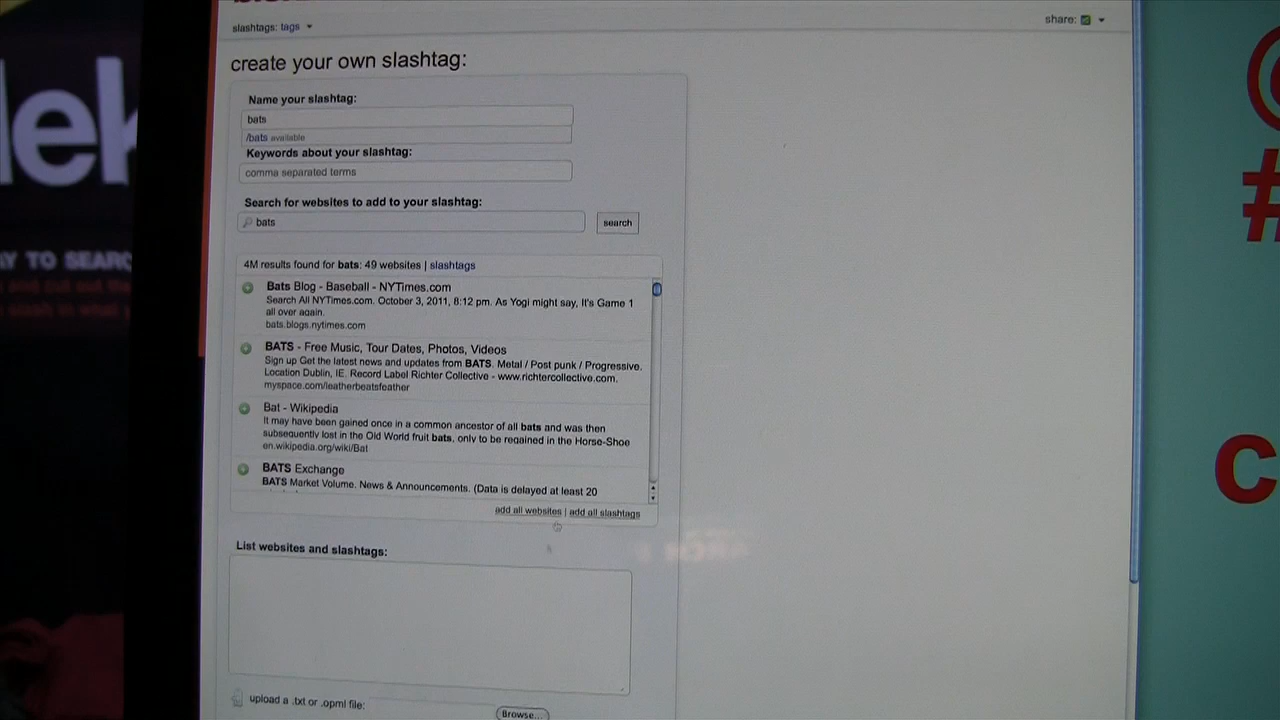 slashtags: tags
share:
create your own slashtag:
Name your slashtag:
bats
/bats available
Keywords about your slashtag:
comma separated terms
Search for websites to add to your slashtag:
bats
search
4M results found for bats: 49 websites | slashtags
Bats Blog - Baseball - NYTimes.com
Search All NYTimes.com. October 3, 2011, 8:12 pm. As Yogi might say, It's Game 1
all over again.
bats.blogs.nytimes.com
BATS - Free Music, Tour Dates, Photos, Videos
Sign up Get the latest news and updates from BATS. Metal / Post punk / Progressive.
Location Dublin, IE. Record Label Richter Collective - www.richtercollective.com.
myspace.com/leatherbeatsfeather
Bat - Wikipedia
It may have been gained once in a common ancestor of all bats and was then
subsequently lost in the Old World fruit bats, only to be regained in the Horse-Shoe
en.wikipedia.org/wiki/Bat
BATS Exchange
BATS Market Volume. News & Announcements. (Data is delayed at least 20
add all websites | add all slashtags
List websites and slashtags:
upload a .txt or .opml file:
Browse...
lek
TO SEARC
@
#
c